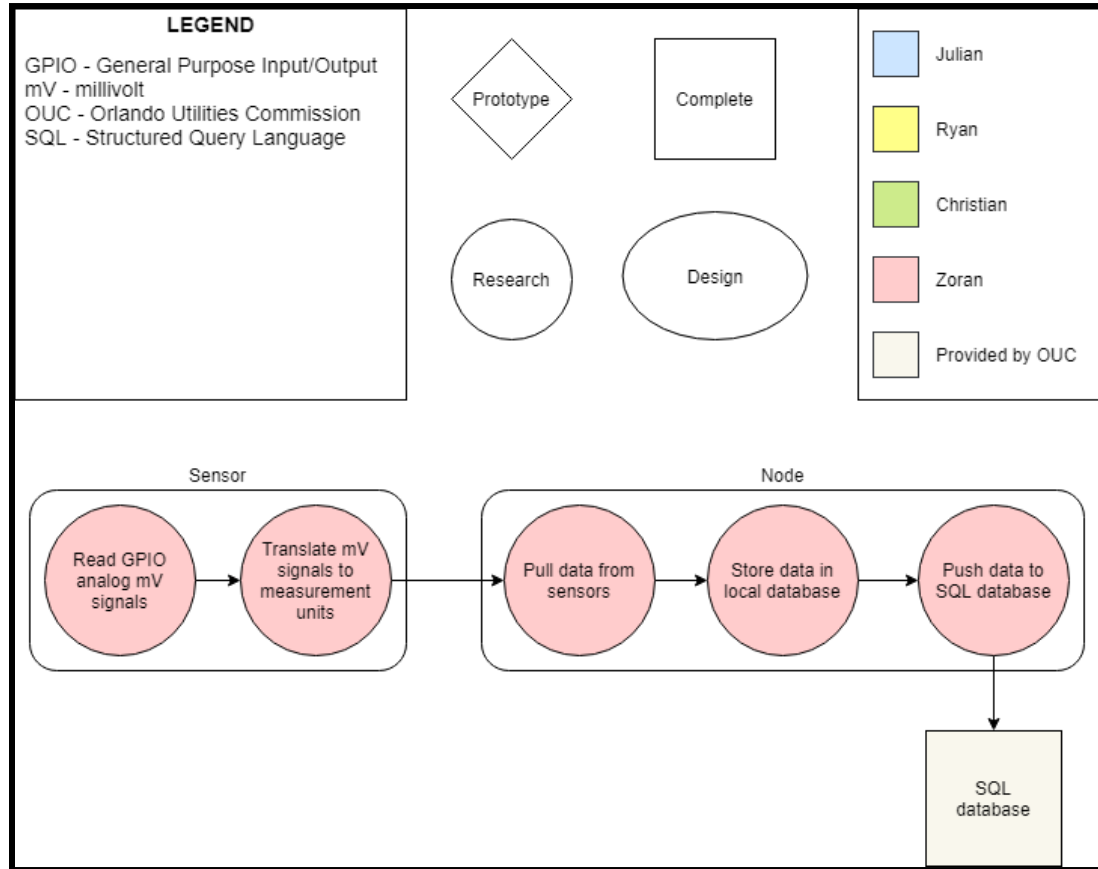 LEGEND
GPIO - General Purpose Input/Output
mV - millivolt
OUC - Orlando Utilities Commission
SQL - Structured Query Language
Prototype
Complete
Research
Design
Julian
Ryan
Christian
Zoran
Provided by OUC
Sensor
Read GPIO
analog mV
signals
Translate mV
signals to
measurement
units
Node
Pull data from
sensors
Store data in
local database
Push data to
SQL database
SQL
database